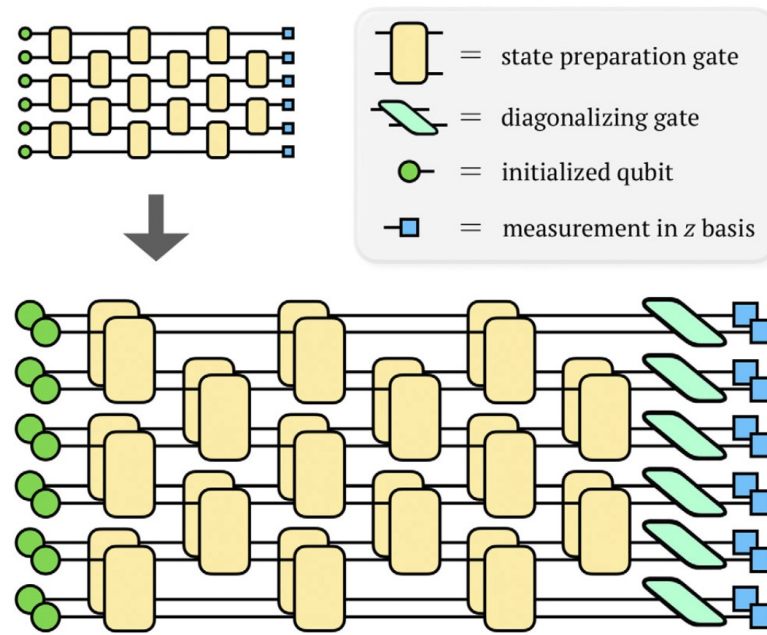 = state preparation gate
= diagonalizing gate
= initialized qubit
= measurement in z basis